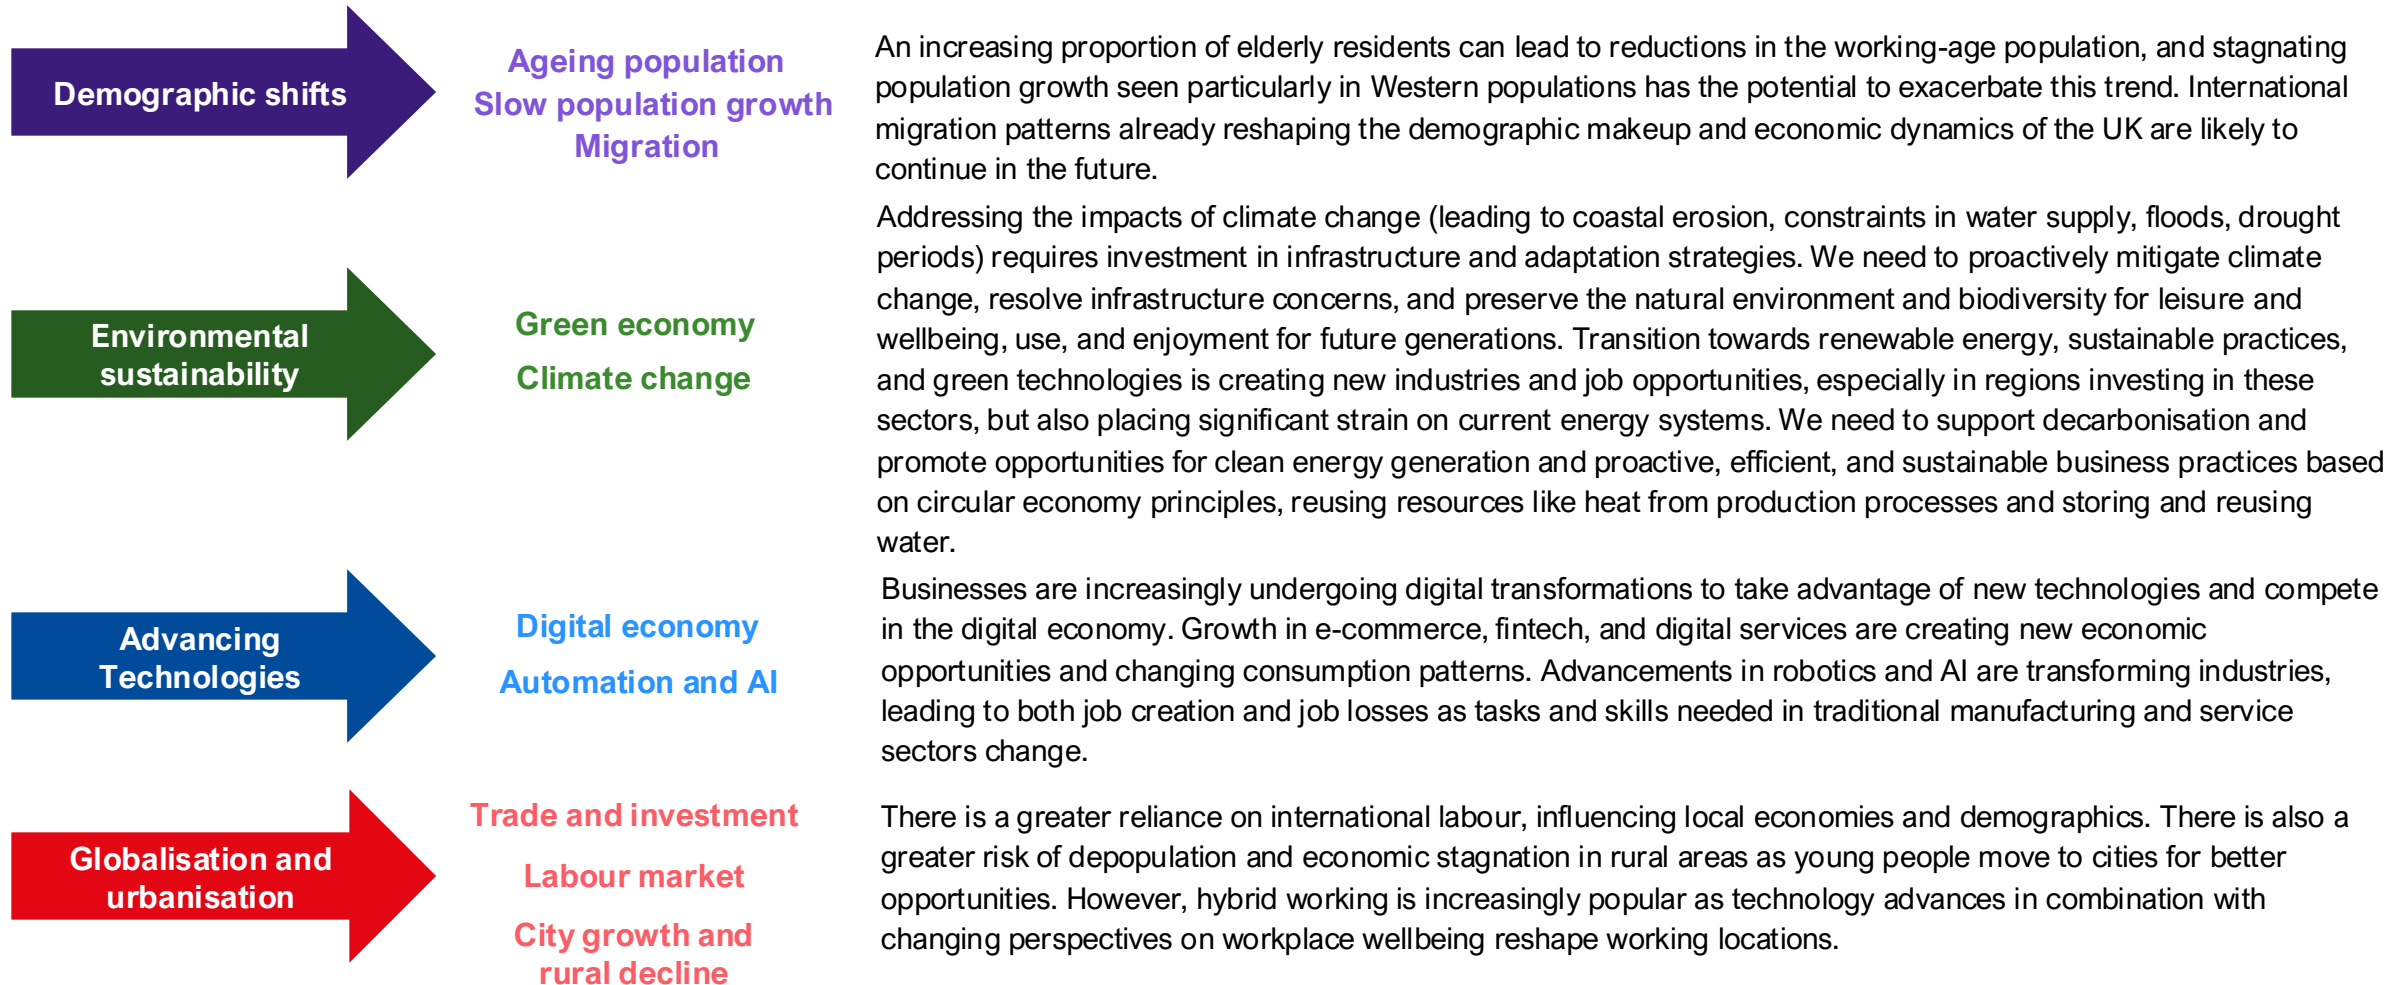 Demographic shifts
Ageing population
Slow population growth
Migration
An increasing proportion of elderly residents can lead to reductions in the working-age population, and stagnating
population growth seen particularly in Western populations has the potential to exacerbate this trend. International
migration patterns already reshaping the demographic makeup and economic dynamics of the UK are likely to
continue in the future.
Environmental
sustainability
Green economy
Climate change
Addressing the impacts of climate change (leading to coastal erosion, constraints in water supply, floods, drought
periods) requires investment in infrastructure and adaptation strategies. We need to proactively mitigate climate
change, resolve infrastructure concerns, and preserve the natural environment and biodiversity for leisure and
wellbeing, use, and enjoyment for future generations. Transition towards renewable energy, sustainable practices,
and green technologies is creating new industries and job opportunities, especially in regions investing in these
sectors, but also placing significant strain on current energy systems. We need to support decarbonisation and
promote opportunities for clean energy generation and proactive, efficient, and sustainable business practices based
on circular economy principles, reusing resources like heat from production processes and storing and reusing
water.
Advancing
Technologies
Digital economy
Automation and AI
Businesses are increasingly undergoing digital transformations to take advantage of new technologies and compete
in the digital economy. Growth in e-commerce, fintech, and digital services are creating new economic
opportunities and changing consumption patterns. Advancements in robotics and AI are transforming industries,
leading to both job creation and job losses as tasks and skills needed in traditional manufacturing and service
sectors change.
Globalisation and
urbanisation
Trade and investment
Labour market
City growth and
rural decline
There is a greater reliance on international labour, influencing local economies and demographics. There is also a
greater risk of depopulation and economic stagnation in rural areas as young people move to cities for better
opportunities. However, hybrid working is increasingly popular as technology advances in combination with
changing perspectives on workplace wellbeing reshape working locations.